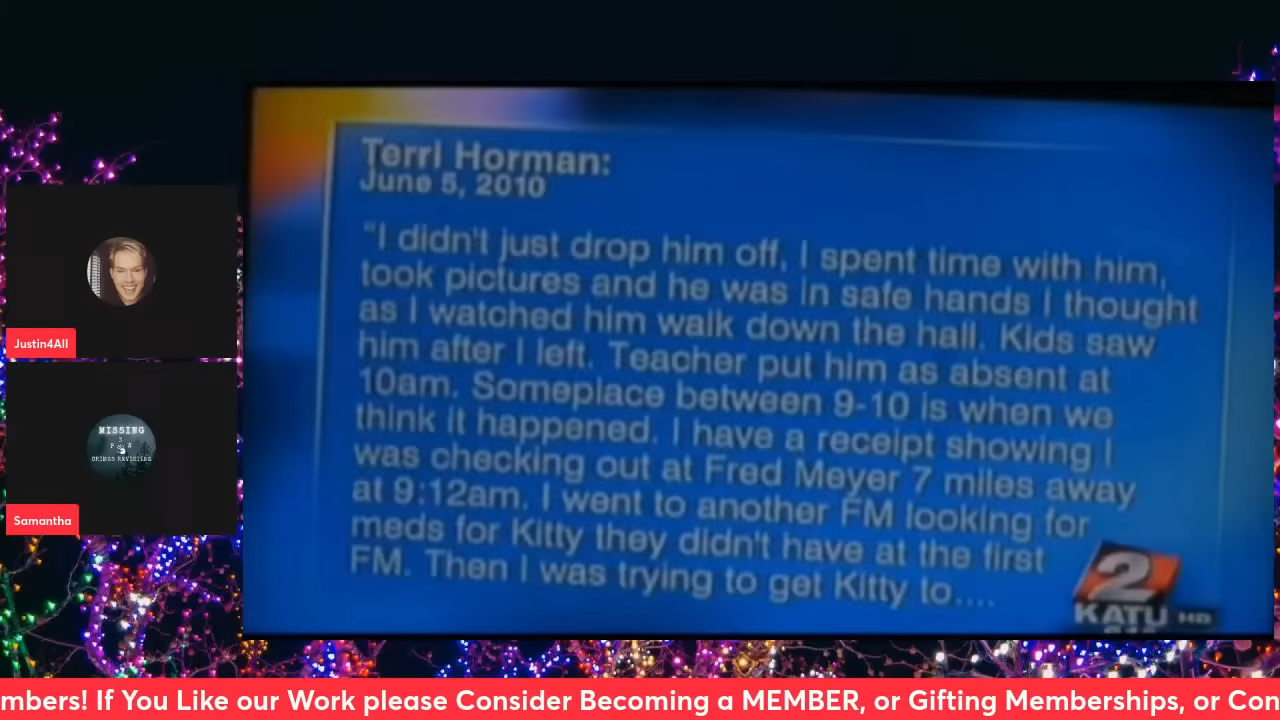 Terri Horman:
June 5, 2010
"I didn't just drop him off, I spent time with him,
took pictures and he was in safe hands I thought
as I watched him walk down the hall. Kids saw
him after I left. Teacher put him as absent at
10am. Someplace between 9-10 is when we
think it happened. I have a receipt showing I
was checking out at Fred Meyer 7 miles away
at 9:12am. I went to another FM looking for
meds for Kitty they didn't have at the first
FM. Then I was trying to get Kitty to....
2
KATU HD
Justin4All
MISSING
CRIMES REVISITED
Samantha
mbers! If You Like our Work please Consider Becoming a MEMBER, or Gifting Memberships, or Con